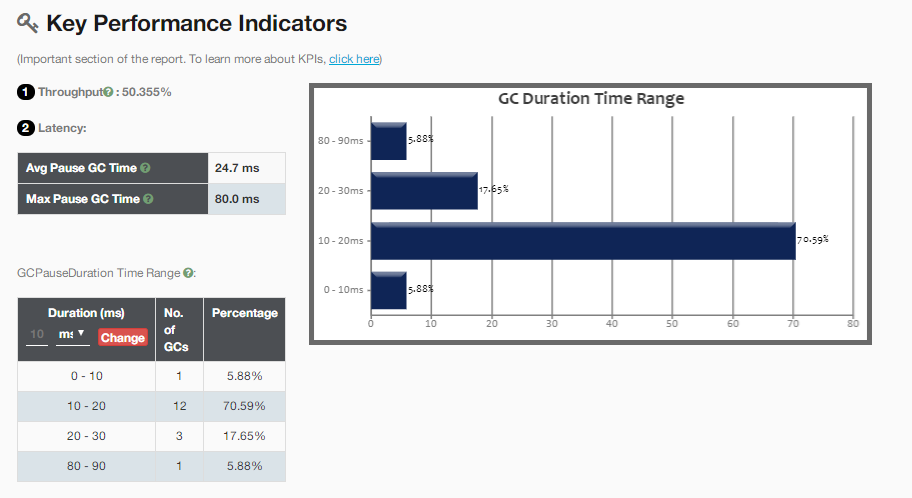 Key Performance Indicators
(Important section of the report. To learn more about KPIs, click here)
1 Throughput : 50.355%
2 Latency:
Avg Pause GC Time 24.7 ms
Max Pause GC Time 80.0 ms
GCPauseDuration Time Range :
Duration (ms) No. of GCs Percentage
10 ms Change
0 - 10 1 5.88%
10 - 20 12 70.59%
20 - 30 3 17.65%
80 - 90 1 5.88%
GC Duration Time Range
80 - 90ms 5.88%
20 - 30ms 17.65%
10 - 20ms 70.59%
0 - 10ms 5.88%
0 10 20 30 40 50 60 70 80